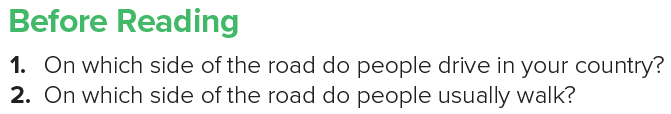 Before Reading
1. On which side of the road do people drive in your country?
2. On which side of the road do people usually walk?